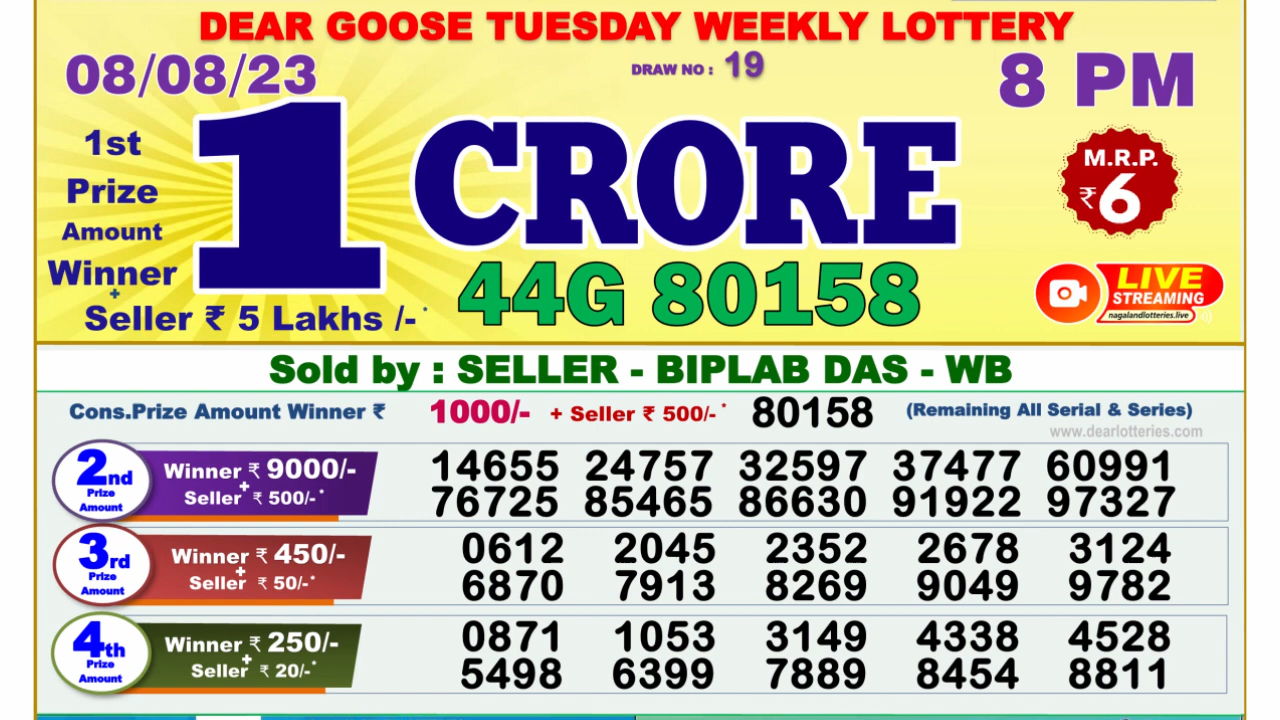 DEAR GOOSE TUESDAY WEEKLY LOTTERY
08/08/23
DRAW NO : 19
8 PM
1st
Prize
Amount
Winner
+
Seller ₹ 5 Lakhs /-*
1 CRORE
44G 80158
M.R.P.
₹6
LIVE
STREAMING
nagalandlotteries.live
Sold by : SELLER - BIPLAB DAS - WB
Cons.Prize Amount Winner ₹ 1000/- + Seller ₹ 500/-* 80158 (Remaining All Serial & Series)
www.dearlotteries.com
2nd
Prize
Amount
Winner ₹ 9000/-
+
Seller ₹ 500/-*
14655 24757 32597 37477 60991
76725 85465 86630 91922 97327
3rd
Prize
Amount
Winner ₹ 450/-
+
Seller ₹ 50/-*
0612 2045 2352 2678 3124
6870 7913 8269 9049 9782
4th
Prize
Amount
Winner ₹ 250/-
+
Seller ₹ 20/-*
0871 1053 3149 4338 4528
5498 6399 7889 8454 8811